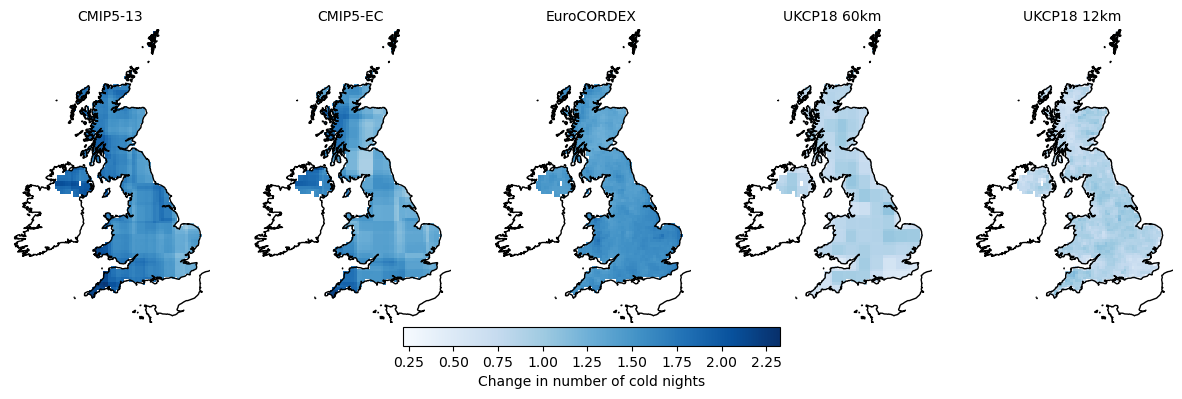 CMIP5-13 CMIP5-EC EuroCORDEX UKCP18 60km UKCP18 12km
0.25 0.50 0.75 1.00 1.25 1.50 1.75 2.00 2.25
Change in number of cold nights